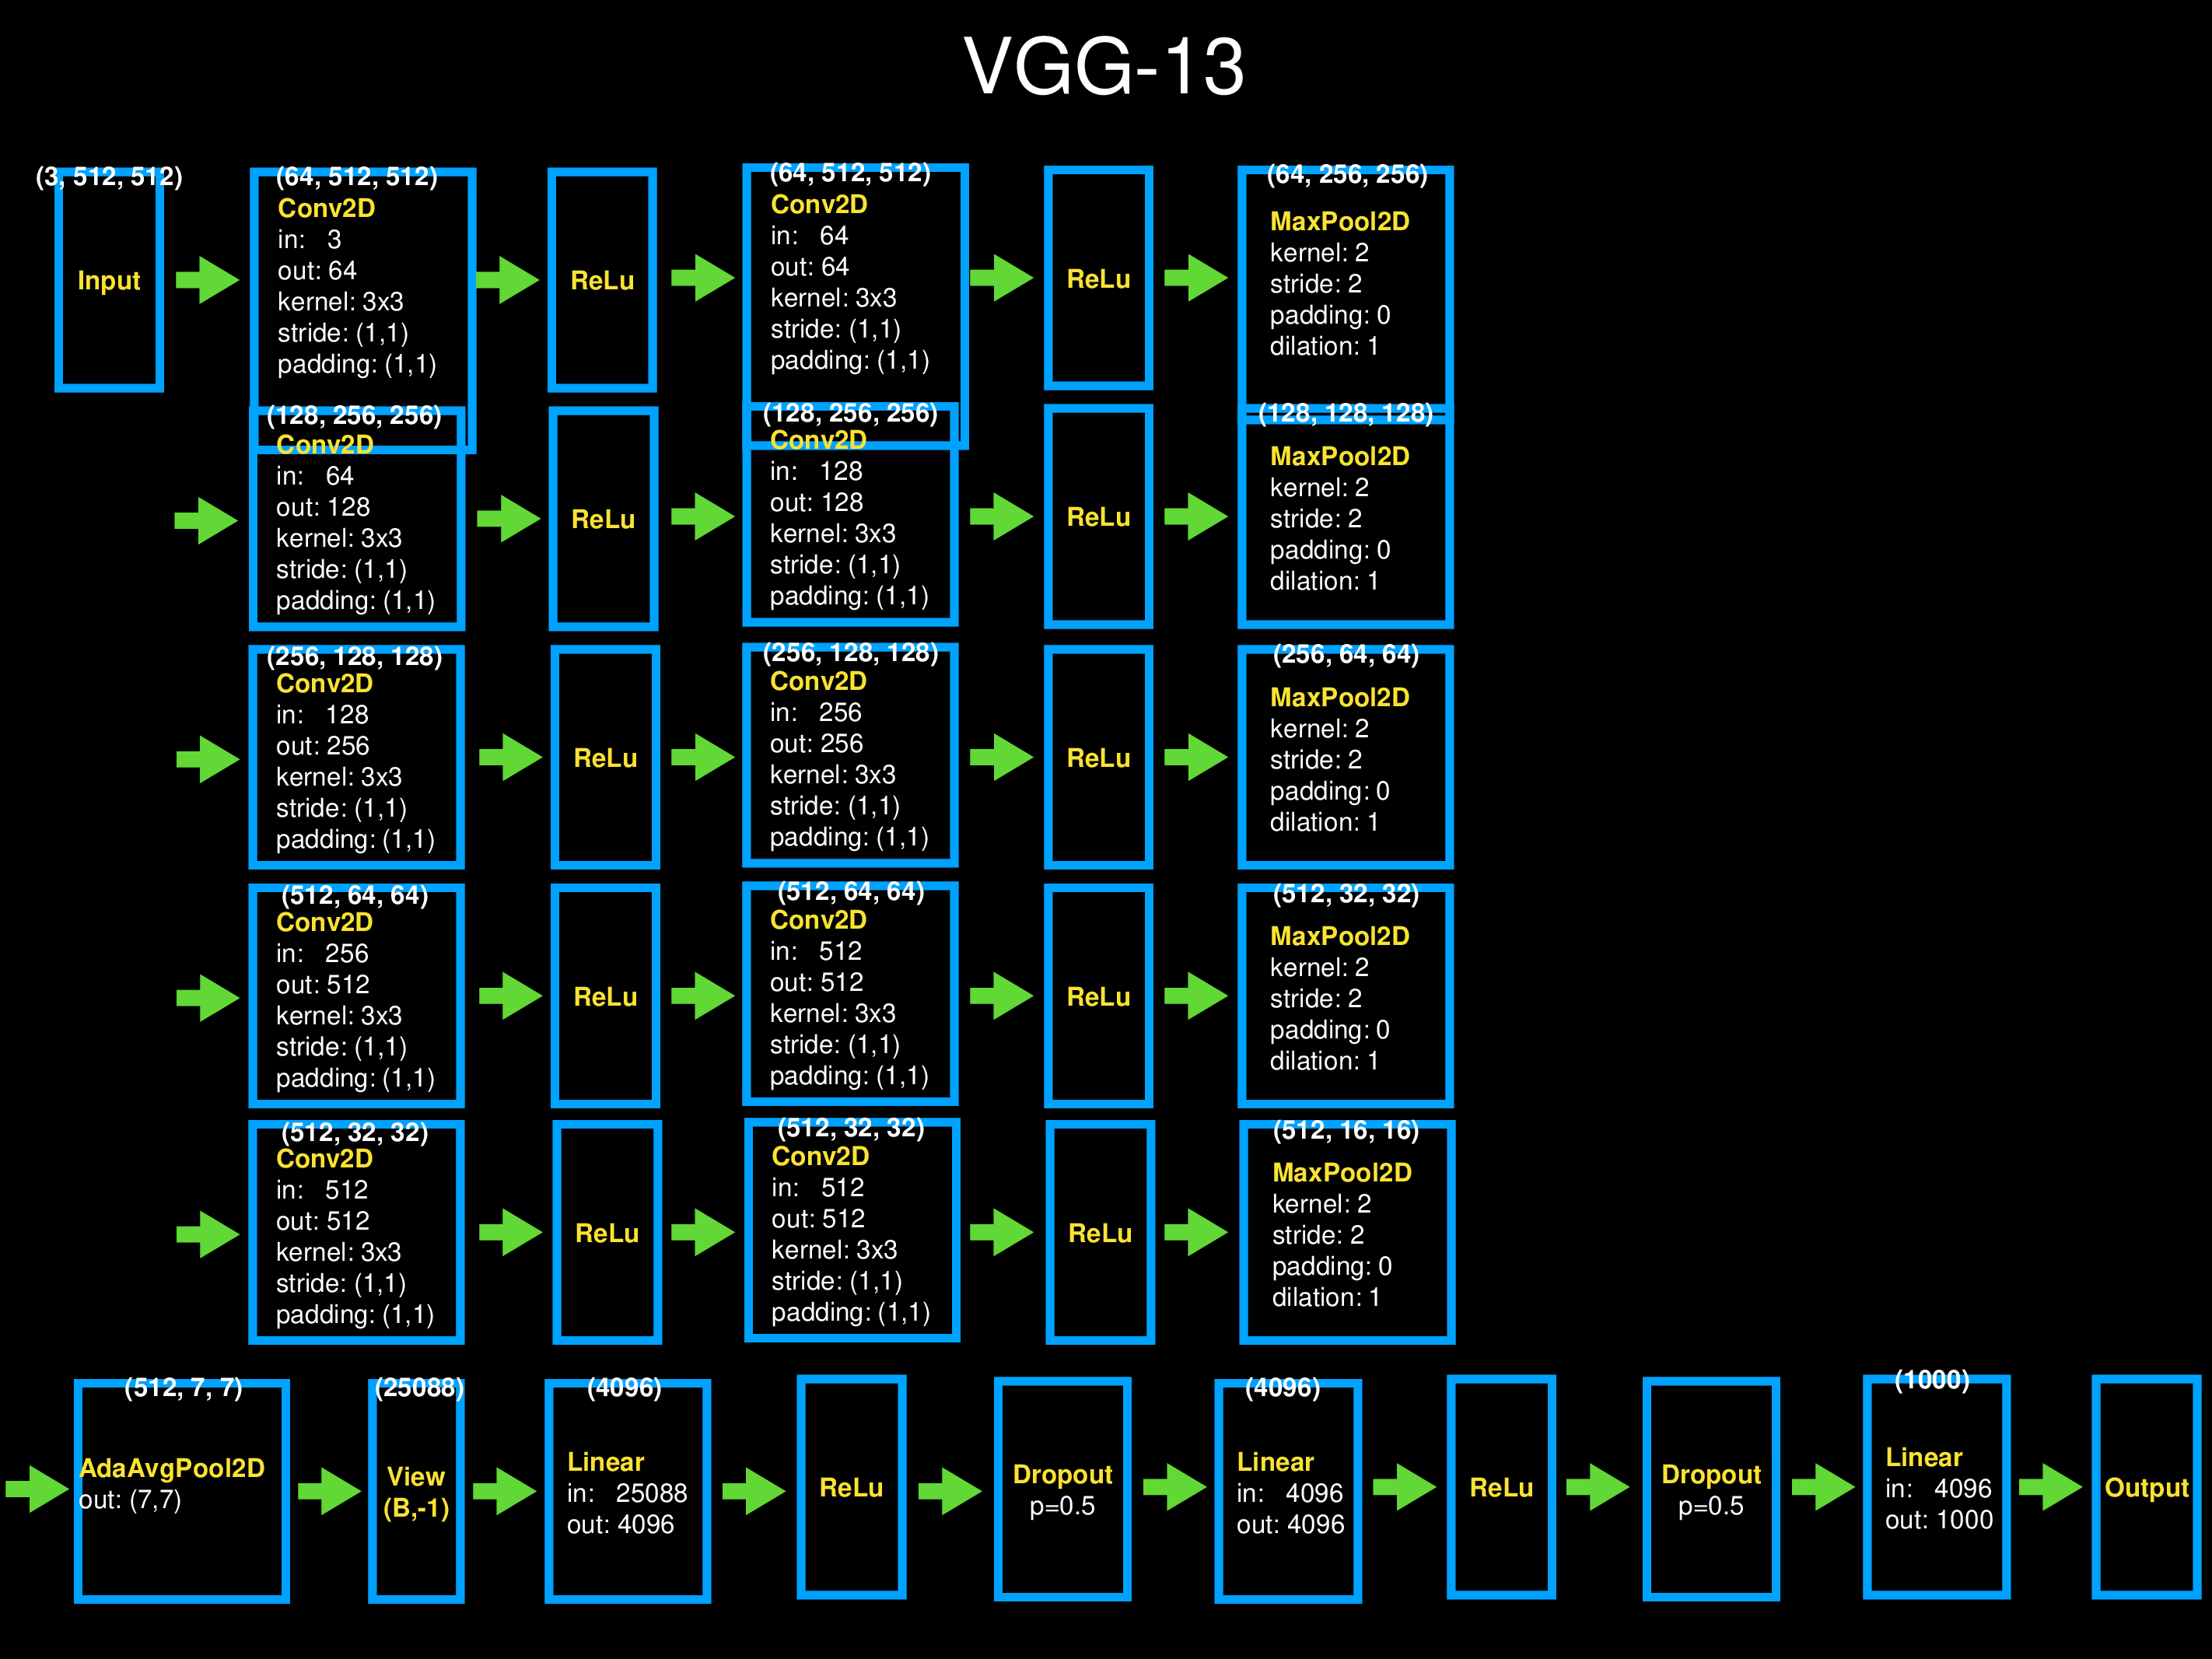 VGG-13
(3, 512, 512)
Input
(64, 512, 512)
Conv2D
in: 3
out: 64
kernel: 3x3
stride: (1,1)
padding: (1,1)
ReLu
(64, 512, 512)
Conv2D
in: 64
out: 64
kernel: 3x3
stride: (1,1)
padding: (1,1)
ReLu
(64, 256, 256)
MaxPool2D
kernel: 2
stride: 2
padding: 0
dilation: 1
(128, 256, 256)
Conv2D
in: 64
out: 128
kernel: 3x3
stride: (1,1)
padding: (1,1)
ReLu
(128, 256, 256)
Conv2D
in: 128
out: 128
kernel: 3x3
stride: (1,1)
padding: (1,1)
ReLu
(128, 128, 128)
MaxPool2D
kernel: 2
stride: 2
padding: 0
dilation: 1
(256, 128, 128)
Conv2D
in: 128
out: 256
kernel: 3x3
stride: (1,1)
padding: (1,1)
ReLu
(256, 128, 128)
Conv2D
in: 256
out: 256
kernel: 3x3
stride: (1,1)
padding: (1,1)
ReLu
(256, 64, 64)
MaxPool2D
kernel: 2
stride: 2
padding: 0
dilation: 1
(512, 64, 64)
Conv2D
in: 256
out: 512
kernel: 3x3
stride: (1,1)
padding: (1,1)
ReLu
(512, 64, 64)
Conv2D
in: 512
out: 512
kernel: 3x3
stride: (1,1)
padding: (1,1)
ReLu
(512, 32, 32)
MaxPool2D
kernel: 2
stride: 2
padding: 0
dilation: 1
(512, 32, 32)
Conv2D
in: 512
out: 512
kernel: 3x3
stride: (1,1)
padding: (1,1)
ReLu
(512, 32, 32)
Conv2D
in: 512
out: 512
kernel: 3x3
stride: (1,1)
padding: (1,1)
ReLu
(512, 16, 16)
MaxPool2D
kernel: 2
stride: 2
padding: 0
dilation: 1
(512, 7, 7)
AdaAvgPool2D
out: (7,7)
(25088)
View
(B,-1)
(4096)
Linear
in: 25088
out: 4096
ReLu
Dropout
p=0.5
(4096)
Linear
in: 4096
out: 4096
ReLu
Dropout
p=0.5
(1000)
Linear
in: 4096
out: 1000
Output